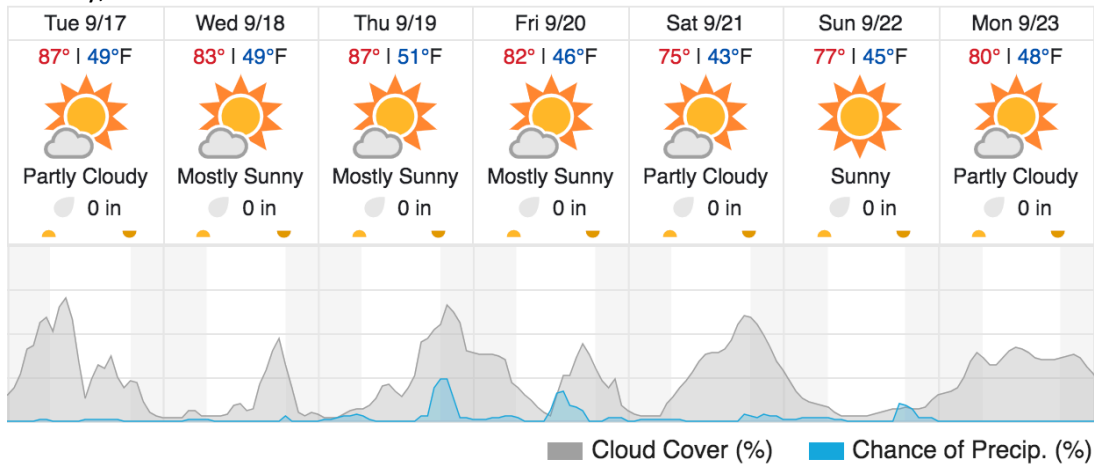 Tue 9/17 Wed 9/18 Thu 9/19 Fri 9/20 Sat 9/21 Sun 9/22 Mon 9/23
87° | 49°F 83° | 49°F 87° | 51°F 82° | 46°F 75° | 43°F 77° | 45°F 80° | 48°F
Partly Cloudy Mostly Sunny Mostly Sunny Mostly Sunny Partly Cloudy Sunny Partly Cloudy
0 in 0 in 0 in 0 in 0 in 0 in 0 in
Cloud Cover (%) Chance of Precip. (%)